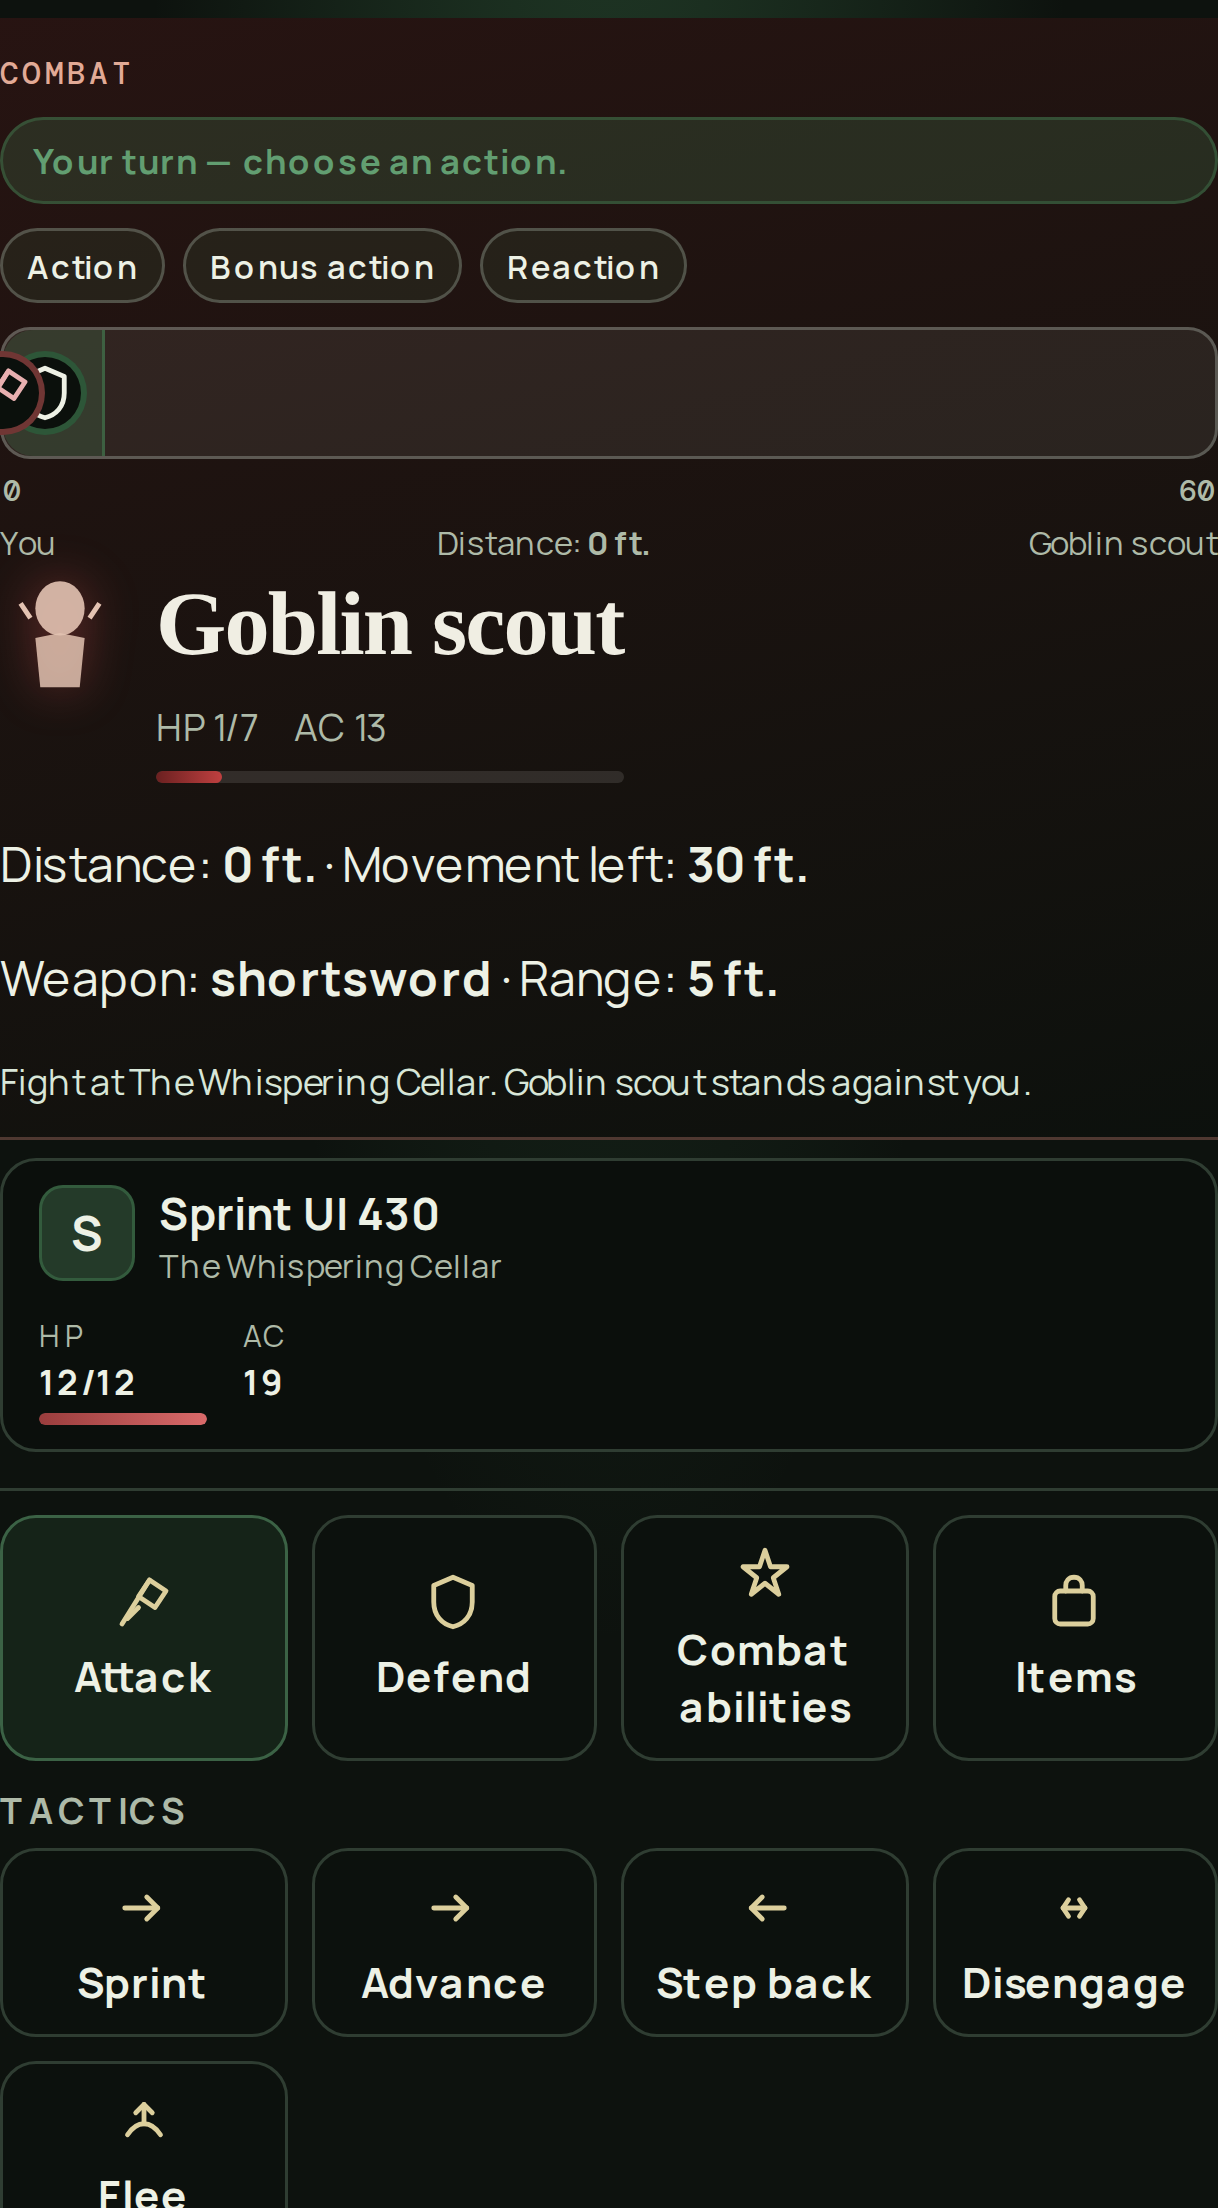 COMBAT
Your turn — choose an action.
Action Bonus action Reaction
0 60
You Distance: 0 ft. Goblin scout
Goblin scout
HP 1/7 AC 13
Distance: 0 ft. · Movement left: 30 ft.
Weapon: shortsword · Range: 5 ft.
Fight at The Whispering Cellar. Goblin scout stands against you.
S
Sprint UI 430
The Whispering Cellar
HP AC
12/12 19
Attack Defend Combat abilities Items
TACTICS
Sprint Advance Step back Disengage
Flee